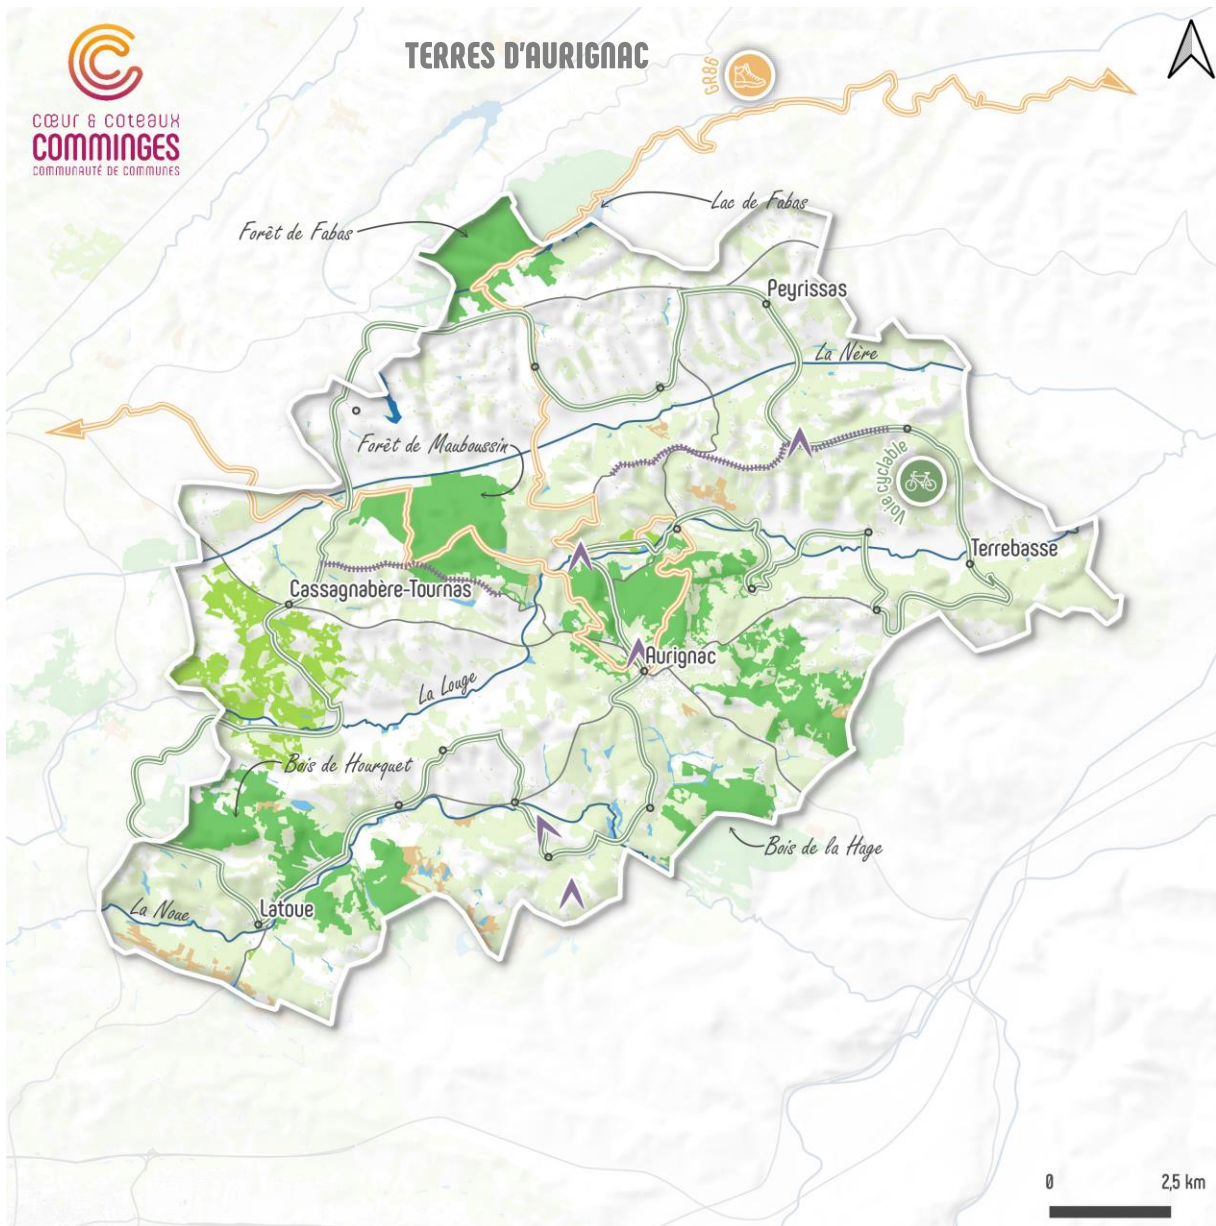 TERRES D'AURIGNAC
GR86
cœur & coteaux
COMMINGES
COMMUNAUTÉ DE COMMUNES
Lac de Fabas
Forêt de Fabas
Peyrissas
La Nère
Forêt de Mauboussin
Voie cyclable
Terrebasse
Cassagnabère-Tournas
Aurignac
La Louge
Bois de Hourquet
Bois de la Hage
La Noue
Latoue
0 2,5 km